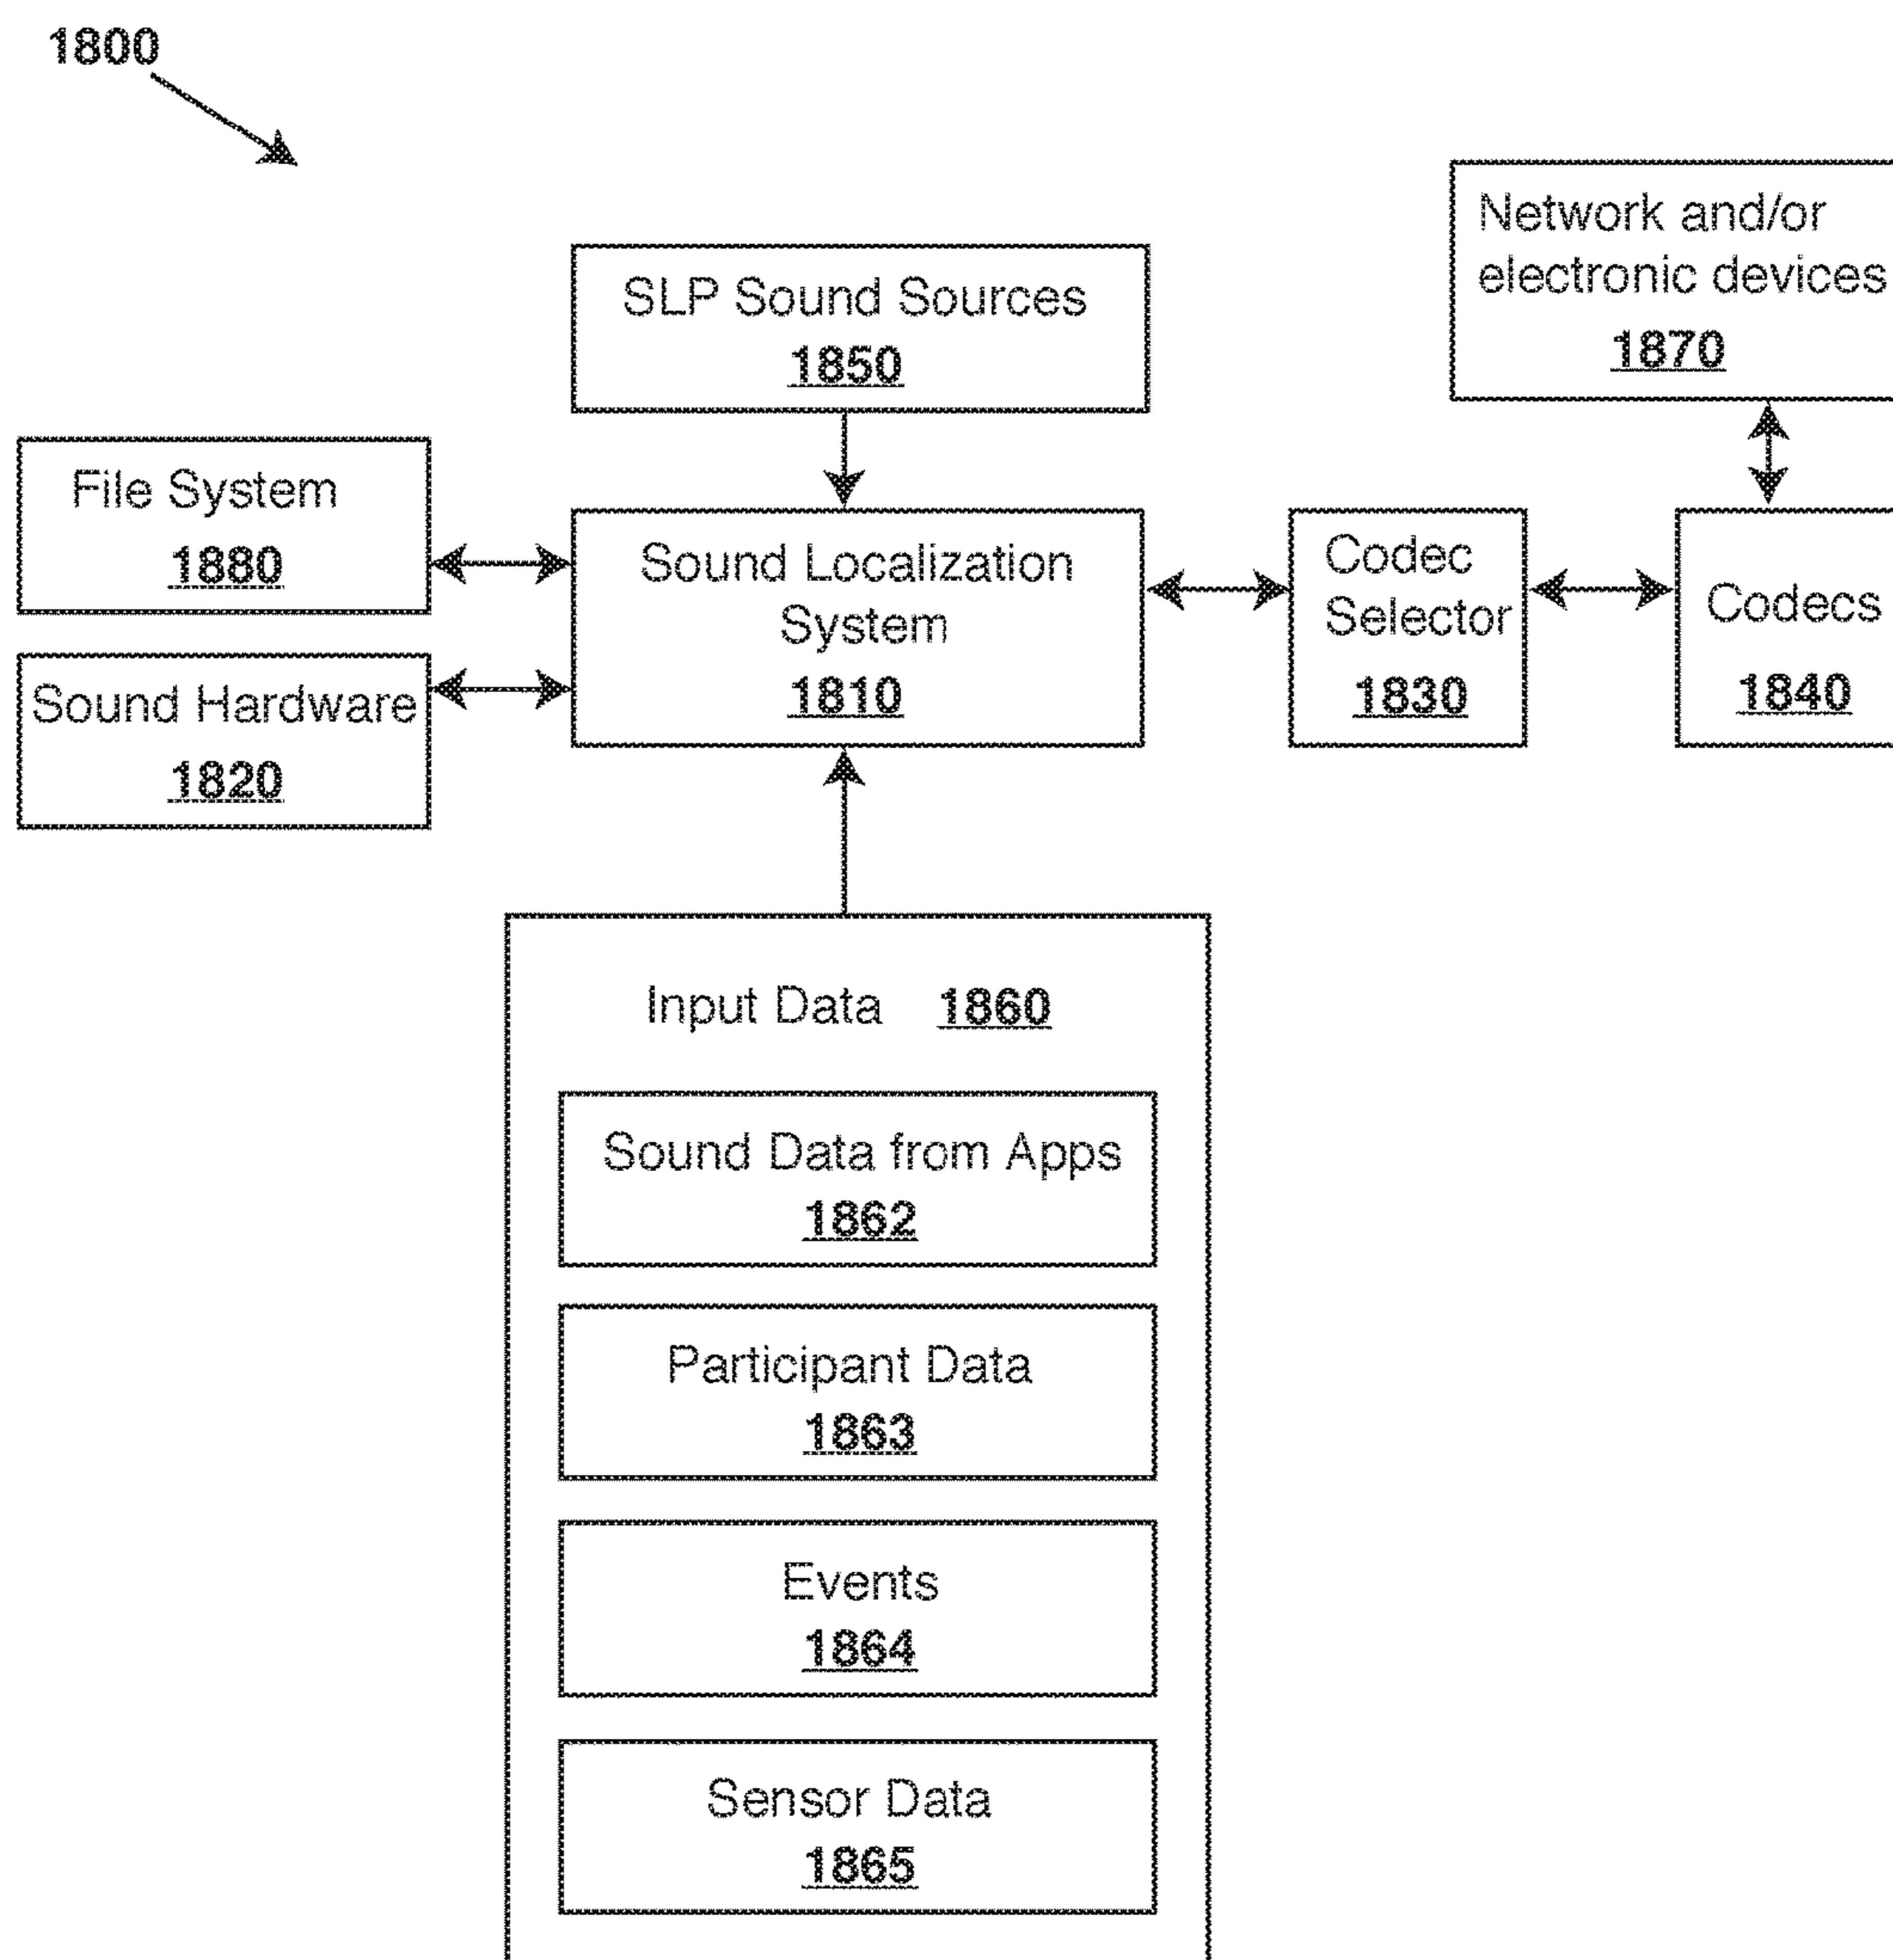 1800
Network and/or
electronic devices
1870
SLP Sound Sources
1850
File System
1880
Sound Localization
System
1810
Codec
Selector
1830
Codecs
1840
Sound Hardware
1820
Input Data 1860
Sound Data from Apps
1862
Participant Data
1863
Events
1864
Sensor Data
1865